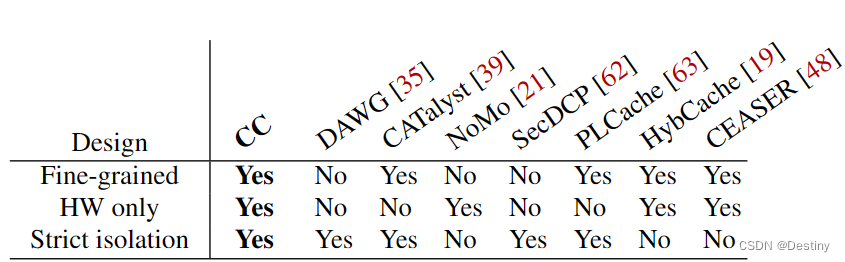 Design CC DAWG [35] CATalyst [39] NoMo [21] SecDCP [62] PLCache [63] HybCache [19] CEASER [48]
Fine-grained Yes No Yes No No Yes Yes Yes
HW only Yes No No Yes No No Yes Yes
Strict isolation Yes Yes Yes No Yes Yes No No
CSDN @Destiny